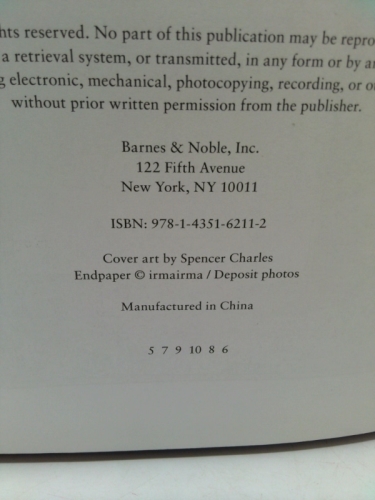 hts reserved. No part of this publication may be repro
a retrieval system, or transmitted, in any form or by a
g electronic, mechanical, photocopying, recording, or o
without prior written permission from the publisher.
Barnes & Noble, Inc.
122 Fifth Avenue
New York, NY 10011
ISBN: 978-1-4351-6211-2
Cover art by Spencer Charles
Endpaper © irmairma / Deposit photos
Manufactured in China
5 7 9 10 8 6